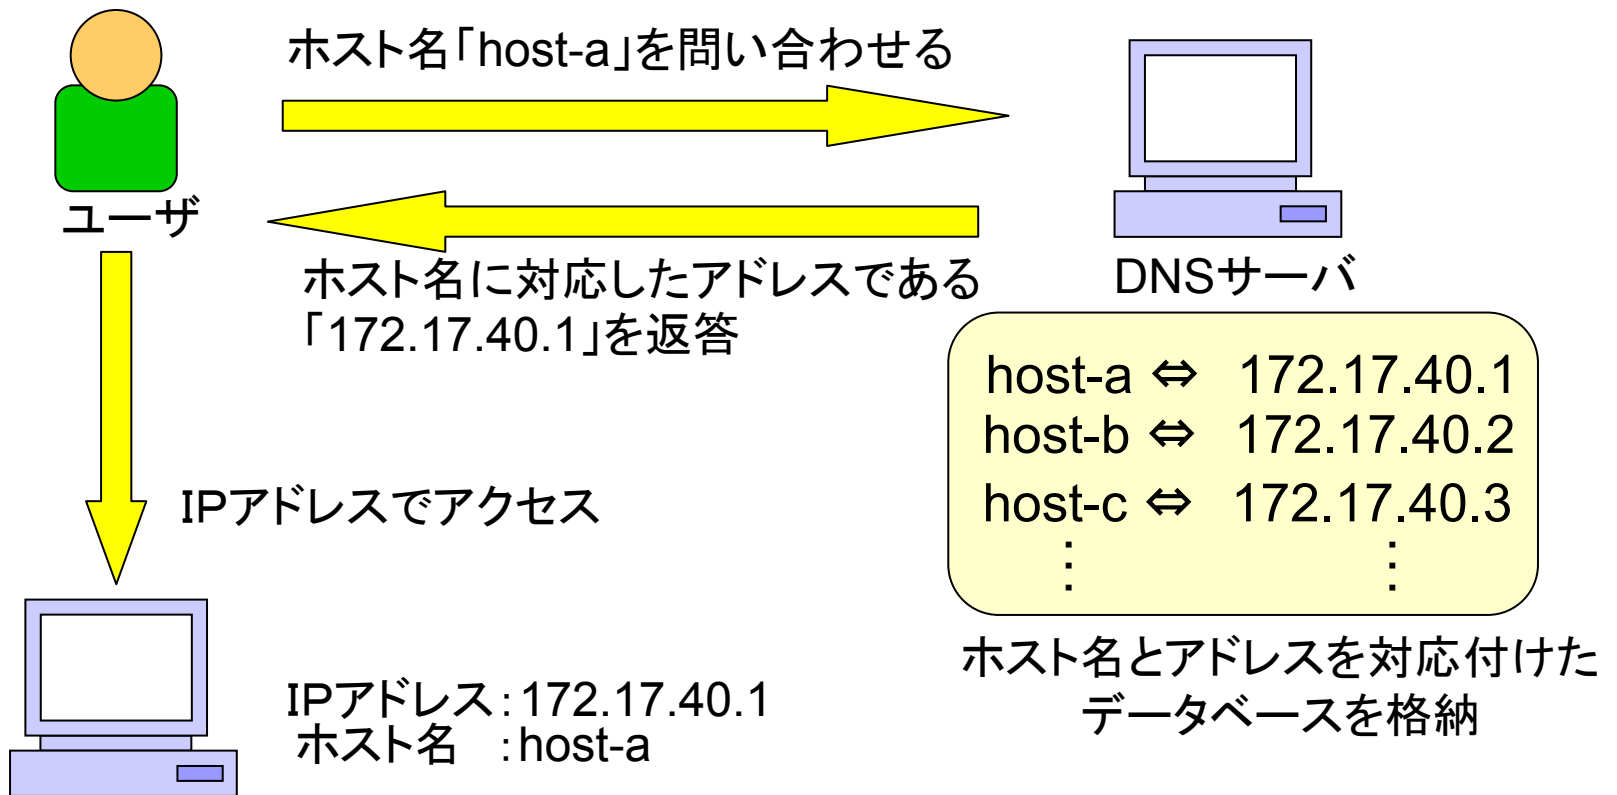 ホスト名「host-a」を問い合わせる
ユーザ
ホスト名に対応したアドレスである
「172.17.40.1」を返答
DNSサーバ
host-a ⇔ 172.17.40.1
host-b ⇔ 172.17.40.2
host-c ⇔ 172.17.40.3
⋮ ⋮
ホスト名とアドレスを対応付けた
データベースを格納
IPアドレスでアクセス
IPアドレス：172.17.40.1
ホスト名　：host-a